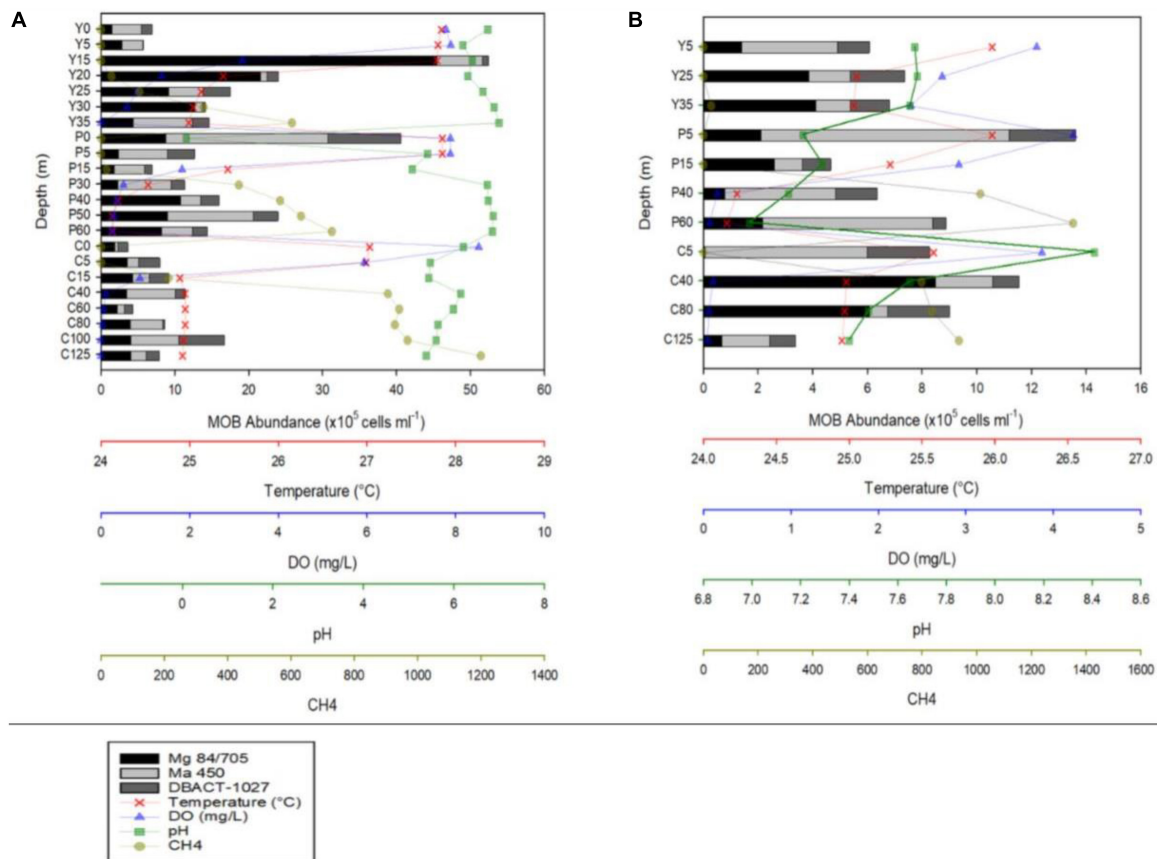 A
Y0
Y5
Y15
Y20
Y25
Y30
Y35
P0
P5
P15
P30
P40
P50
P60
C0
C5
C15
C40
C60
C80
C100
C125
Depth (m)
0 10 20 30 40 50 60
MOB Abundance (x10⁵ cells ml⁻¹)
24 25 26 27 28 29
Temperature (°C)
0 2 4 6 8 10
DO (mg/L)
0 2 4 6 8
pH
0 200 400 600 800 1000 1200 1400
CH4
B
Y5
Y25
Y35
P5
P15
P40
P60
C5
C40
C80
C125
Depth (m)
0 2 4 6 8 10 12 14 16
MOB Abundance (x10⁵ cells ml⁻¹)
24.0 24.5 25.0 25.5 26.0 26.5 27.0
Temperature (°C)
0 1 2 3 4 5
DO (mg/L)
6.8 7.0 7.2 7.4 7.6 7.8 8.0 8.2 8.4 8.6
pH
0 200 400 600 800 1000 1200 1400 1600
CH4
Mg 84/705
Ma 450
DBACT-1027
Temperature (°C)
DO (mg/L)
pH
CH4